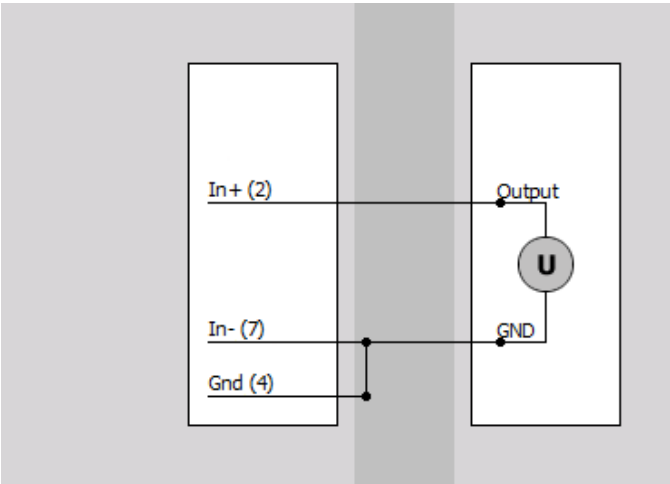 In+ (2)
Output
U
In- (7)
GND
Gnd (4)